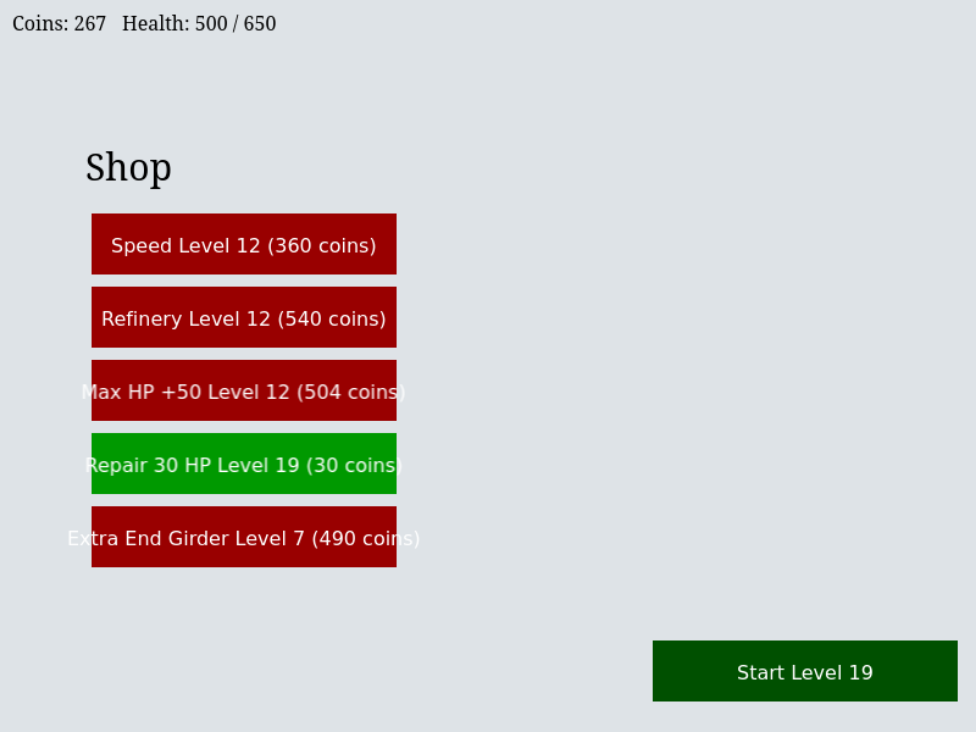 Coins: 267 Health: 500 / 650
Shop
Speed Level 12 (360 coins)
Refinery Level 12 (540 coins)
Max HP +50 Level 12 (504 coins)
Repair 30 HP Level 19 (30 coins)
Extra End Girder Level 7 (490 coins)
Start Level 19